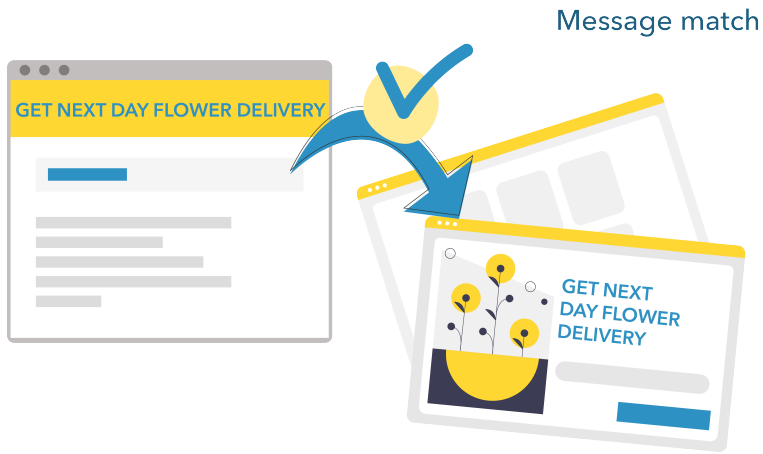 Message match
GET NEXT DAY FLOWER DELIVERY
GET NEXT
DAY FLOWER
DELIVERY